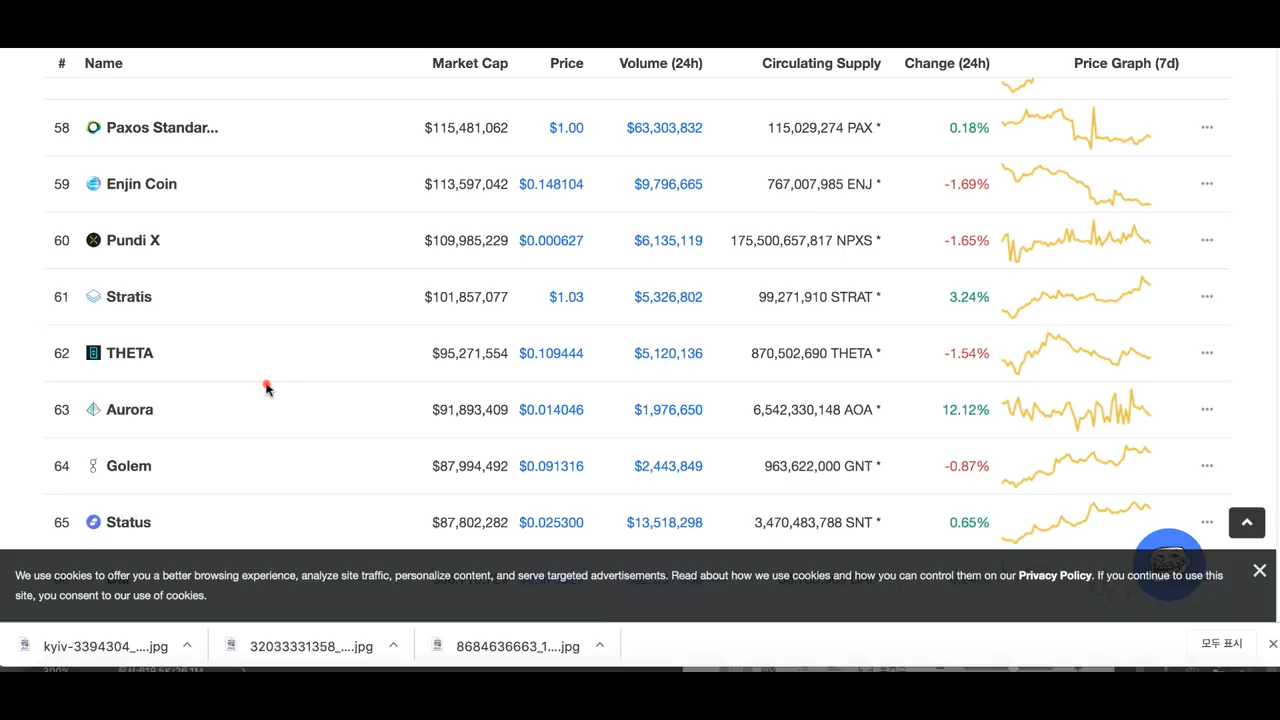 # Name Market Cap Price Volume (24h) Circulating Supply Change (24h) Price Graph (7d)
58 Paxos Standar... $115,481,062 $1.00 $63,303,832 115,029,274 PAX * 0.18%
59 Enjin Coin $113,597,042 $0.148104 $9,796,665 767,007,985 ENJ * -1.69%
60 Pundi X $109,985,229 $0.000627 $6,135,119 175,500,657,817 NPXS * -1.65%
61 Stratis $101,857,077 $1.03 $5,326,802 99,271,910 STRAT * 3.24%
62 THETA $95,271,554 $0.109444 $5,120,136 870,502,690 THETA * -1.54%
63 Aurora $91,893,409 $0.014046 $1,976,650 6,542,330,148 AOA * 12.12%
64 Golem $87,994,492 $0.091316 $2,443,849 963,622,000 GNT * -0.87%
65 Status $87,802,282 $0.025300 $13,518,298 3,470,483,788 SNT * 0.65%
We use cookies to offer you a better browsing experience, analyze site traffic, personalize content, and serve targeted advertisements. Read about how we use cookies and how you can control them on our Privacy Policy. If you continue to use this
site, you consent to our use of cookies.
kyiv-3394304_....jpg 32033331358_....jpg 8684636663_1....jpg 모두 표시